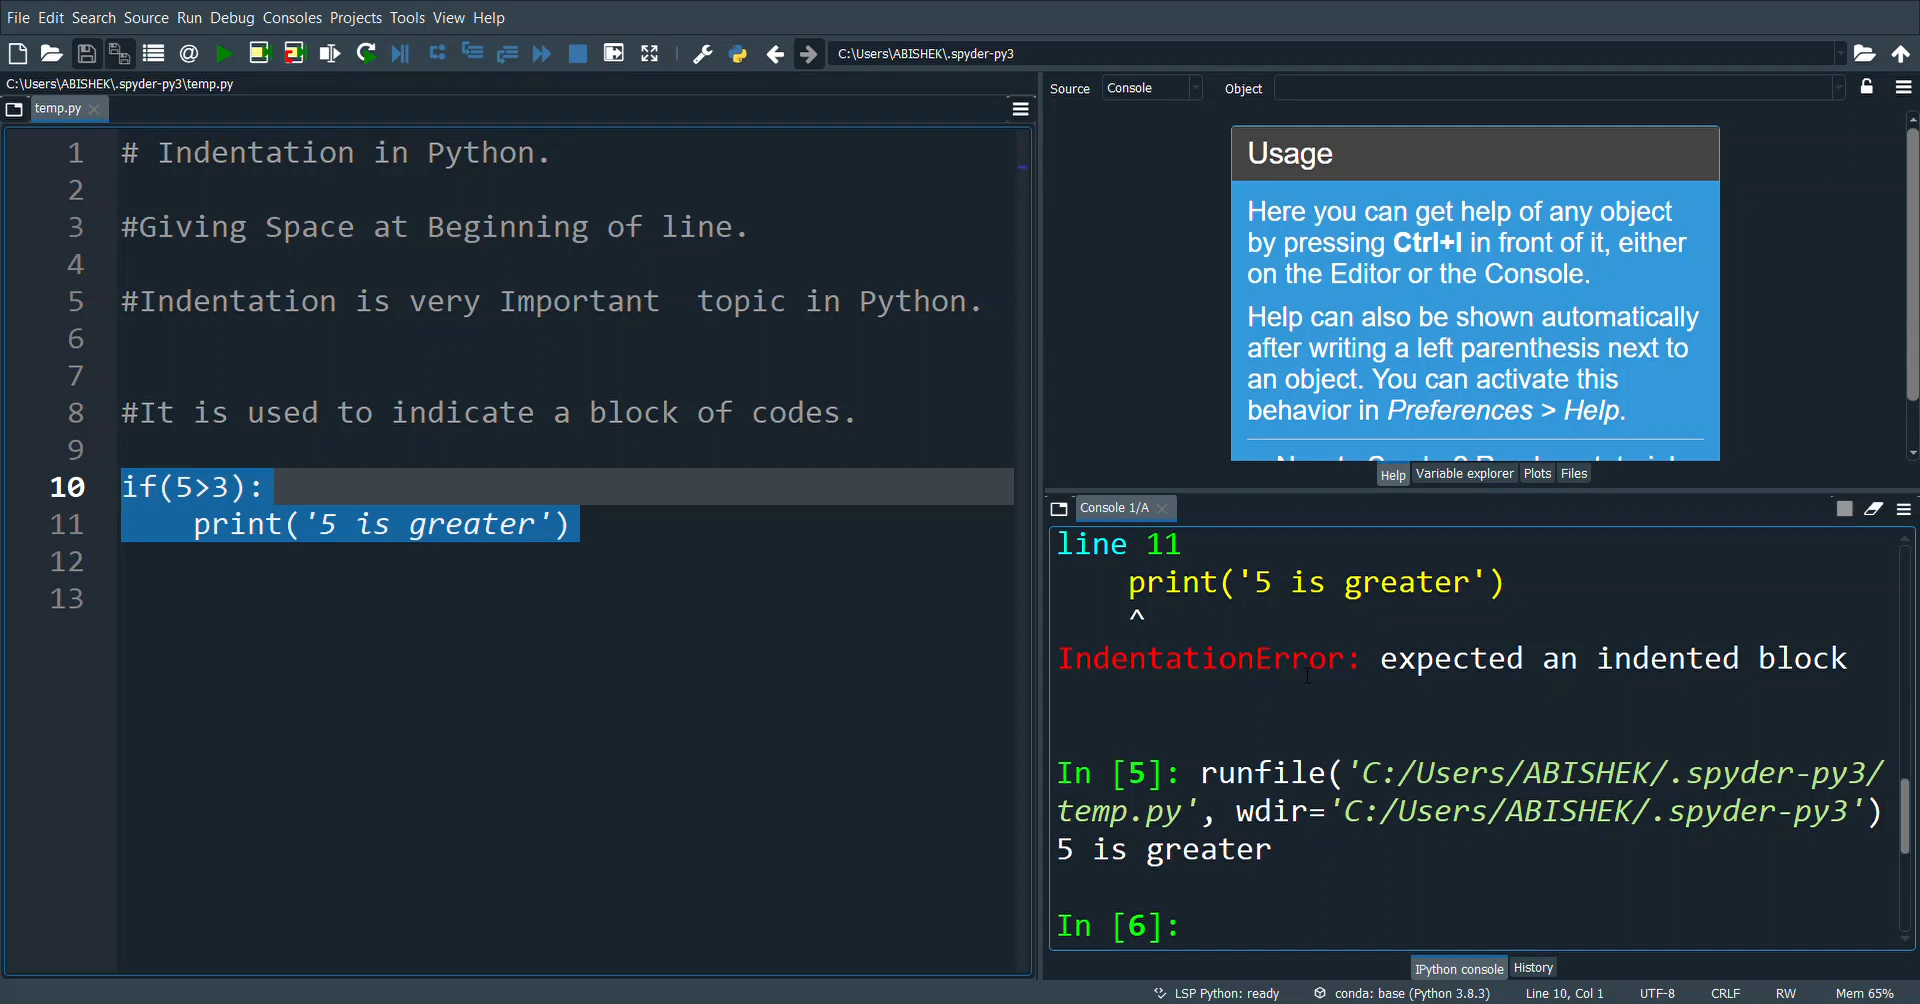 File Edit Search Source Run Debug Consoles Projects Tools View Help
C:\Users\ABISHEK\.spyder-py3
C:\Users\ABISHEK\.spyder-py3\temp.py
temp.py
1 # Indentation in Python.
2
3 #Giving Space at Beginning of line.
4
5 #Indentation is very Important  topic in Python.
6
7
8 #It is used to indicate a block of codes.
9
10 if(5>3):
11     print('5 is greater')
12
13
Source Console Object
Usage
Here you can get help of any object
by pressing Ctrl+I in front of it, either
on the Editor or the Console.
Help can also be shown automatically
after writing a left parenthesis next to
an object. You can activate this
behavior in Preferences > Help.
Help Variable explorer Plots Files
Console 1/A
line 11
    print('5 is greater')
    ^
IndentationError: expected an indented block
In [5]: runfile('C:/Users/ABISHEK/.spyder-py3/
temp.py', wdir='C:/Users/ABISHEK/.spyder-py3')
5 is greater
In [6]:
IPython console History
LSP Python: ready conda: base (Python 3.8.3) Line 10, Col 1 UTF-8 CRLF RW Mem 65%